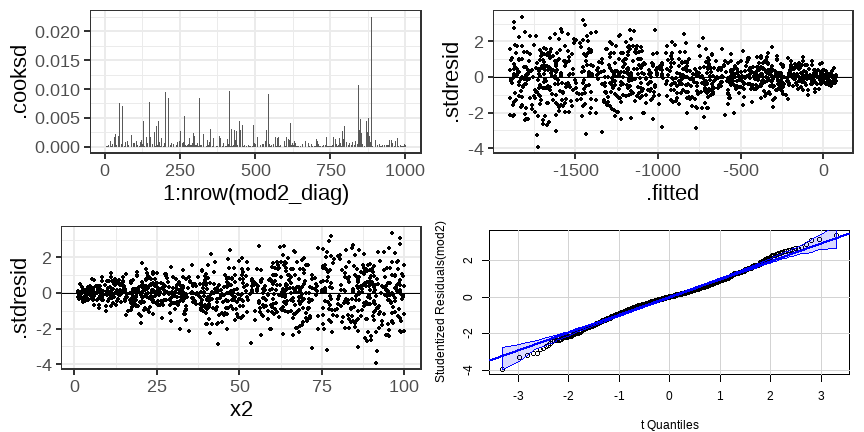 .cooksd
0.020
0.015
0.010
0.005
0.000
0 250 500 750 1000
1:nrow(mod2_diag)
.stdresid
2
0
-2
-4
-1500 -1000 -500 0
.fitted
.stdresid
2
0
-2
-4
0 25 50 75 100
x2
Studentized Residuals(mod2)
2
0
-2
-4
-3 -2 -1 0 1 2 3
t Quantiles